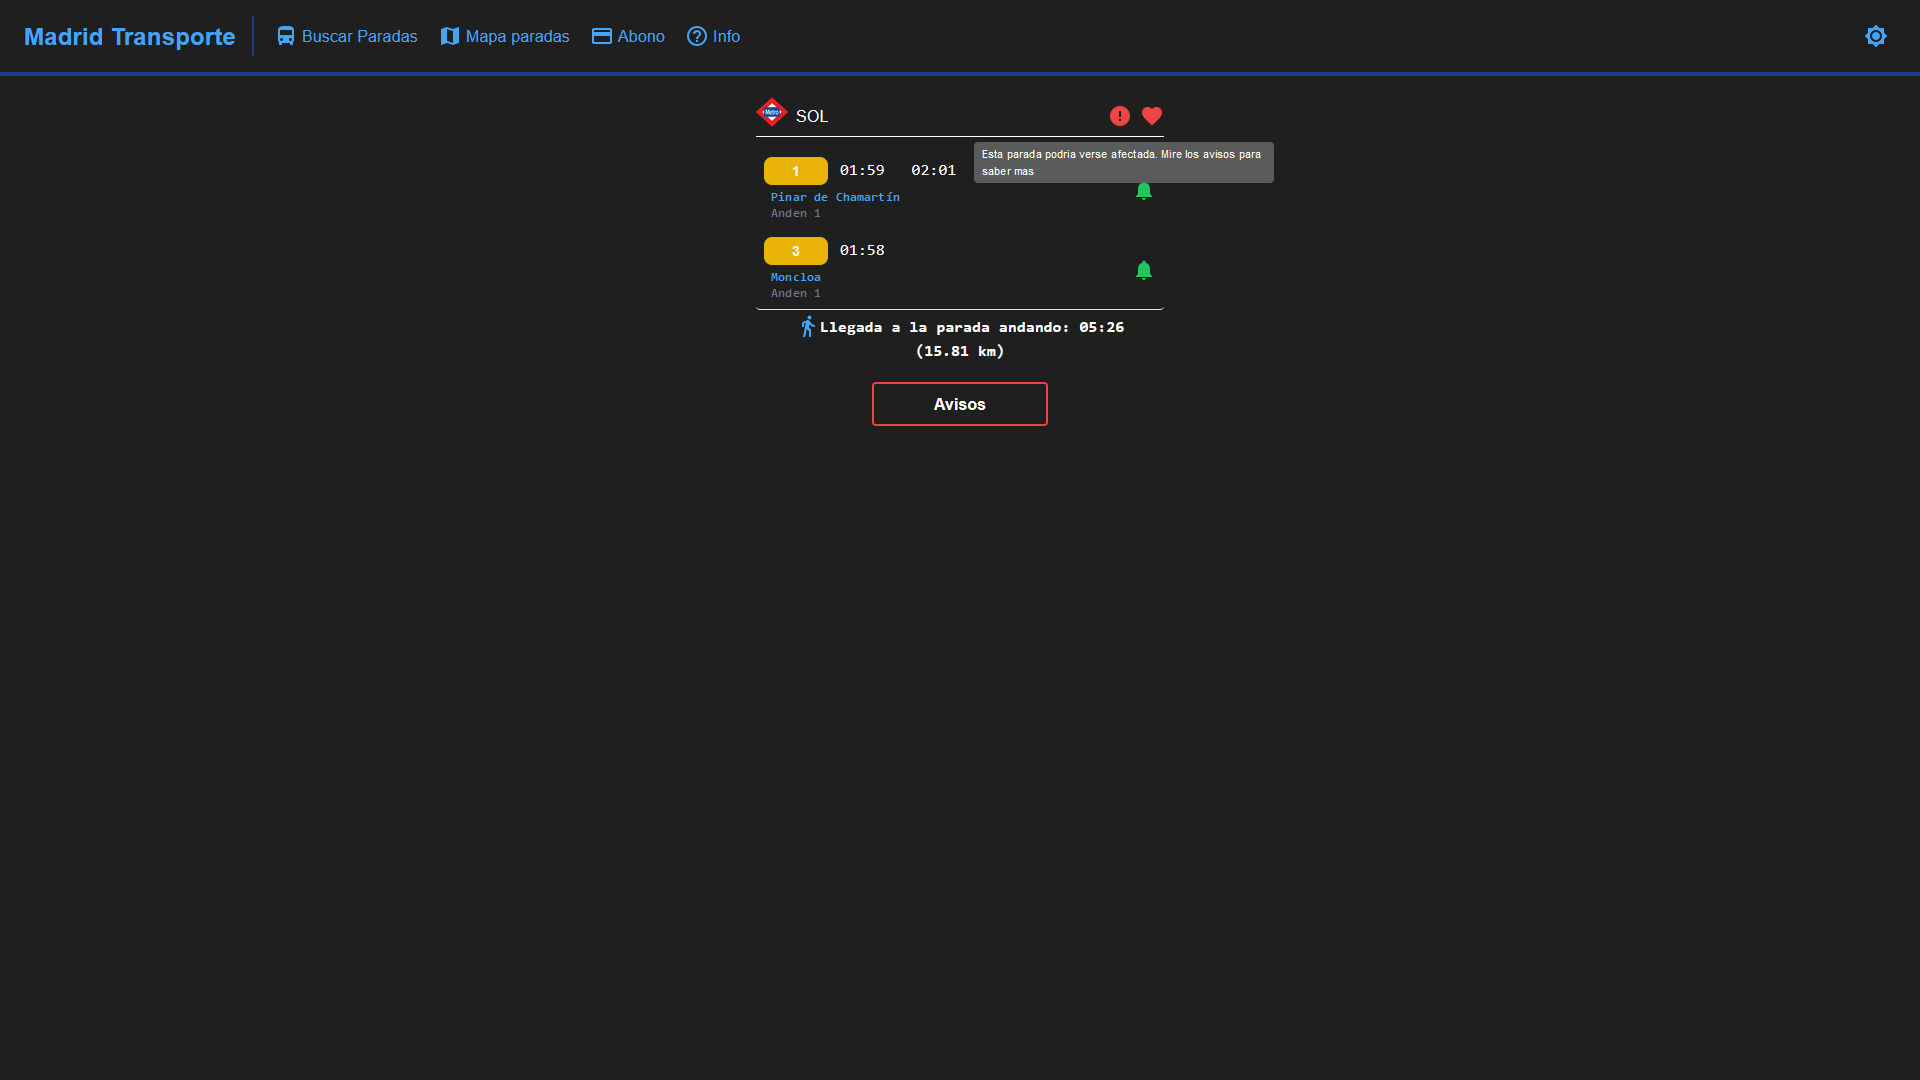 Madrid Transporte
Buscar Paradas
Mapa paradas
Abono
Info
Metro
SOL
Esta parada podria verse afectada. Mire los avisos para
saber mas
1 01:59 02:01
Pinar de Chamartín
Anden 1
3 01:58
Moncloa
Anden 1
Llegada a la parada andando: 05:26
(15.81 km)
Avisos